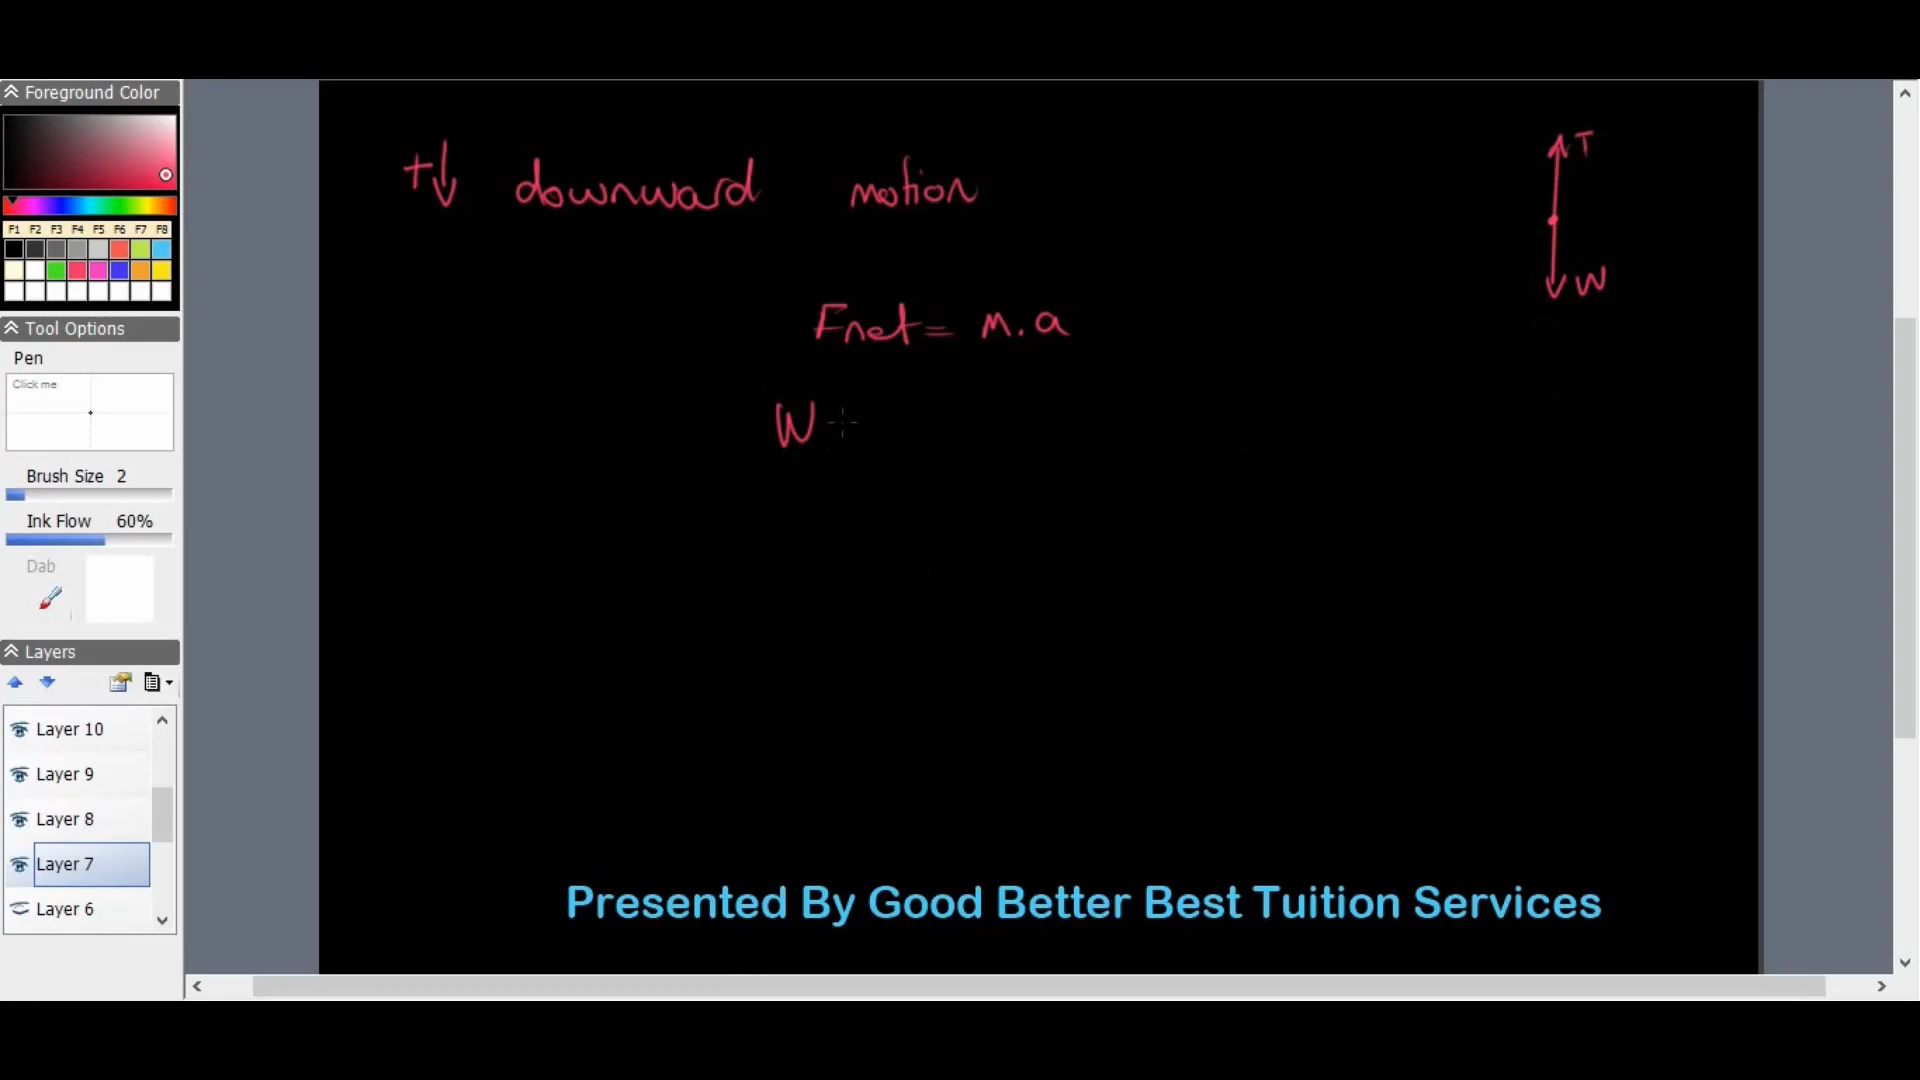 Foreground Color
F1 F2 F3 F4 F5 F6 F7 F8
Tool Options
Pen
Click me
Brush Size 2
Ink Flow 60%
Dab
Layers
Layer 10
Layer 9
Layer 8
Layer 7
Layer 6
+↓ downward motion
T
W
Fnet = m.a
W
Presented By Good Better Best Tuition Services